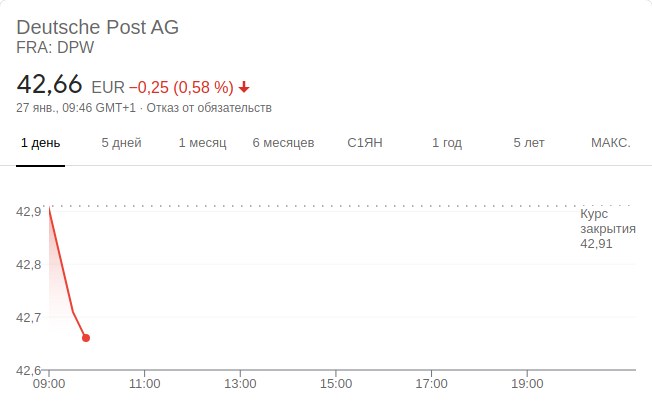 Deutsche Post AG
FRA: DPW
42,66 EUR −0,25 (0,58 %)
27 янв., 09:46 GMT+1 · Отказ от обязательств
1 день 5 дней 1 месяц 6 месяцев С1ЯН 1 год 5 лет МАКС.
42,9
Курс
закрытия
42,91
42,8
42,7
42,6
09:00 11:00 13:00 15:00 17:00 19:00